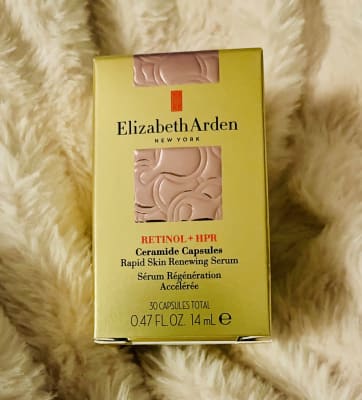 Elizabeth Arden
NEW YORK
RETINOL + HPR
Ceramide Capsules
Rapid Skin Renewing Serum
Sérum Régénération
Accélérée
30 CAPSULES TOTAL
0.47 FL.OZ. 14 mL ℮